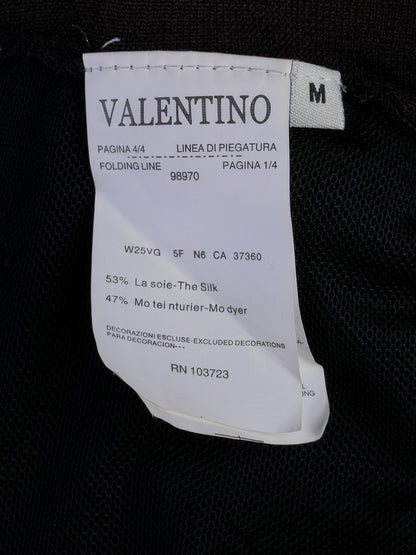 VALENTINO
M
PAGINA 4/4 LINEA DI PIEGATURA
FOLDING LINE PAGINA 1/4
98970
W25VG 5F N6 CA 37360
53% La soie-The Silk
47% Mo tei nturier-Mo dyer
DECORAZIONI ESCLUSE-EXCLUDED DECORATIONS
PARA DECORACION---
RN 103723